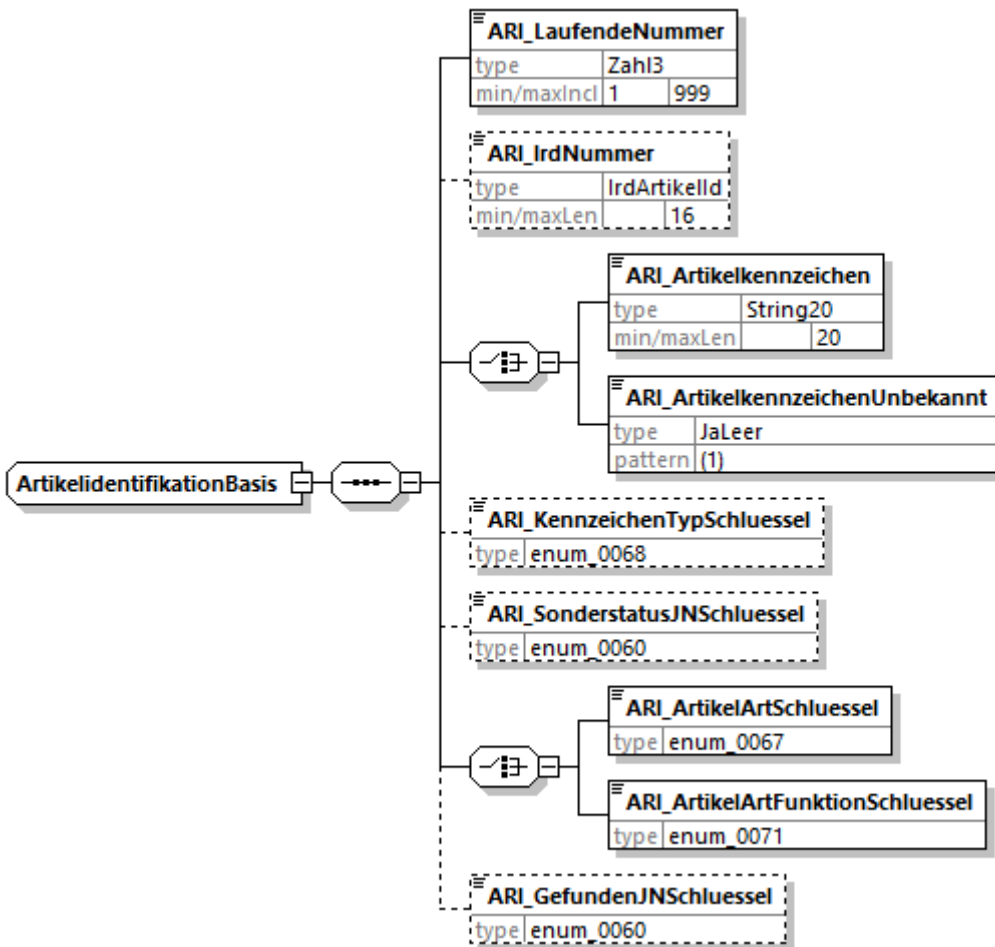 ARI_LaufendeNummer
type Zahl3
min/maxIncl 1 999
ARI_IrdNummer
type IrdArtikelId
min/maxLen 16
ARI_Artikelkennzeichen
type String20
min/maxLen 20
ARI_ArtikelkennzeichenUnbekannt
type JaLeer
pattern (1)
ArtikelidentifikationBasis
ARI_KennzeichenTypSchluessel
type enum_0068
ARI_SonderstatusJNSchluessel
type enum_0060
ARI_ArtikelArtSchluessel
type enum_0067
ARI_ArtikelArtFunktionSchluessel
type enum_0071
ARI_GefundenJNSchluessel
type enum_0060